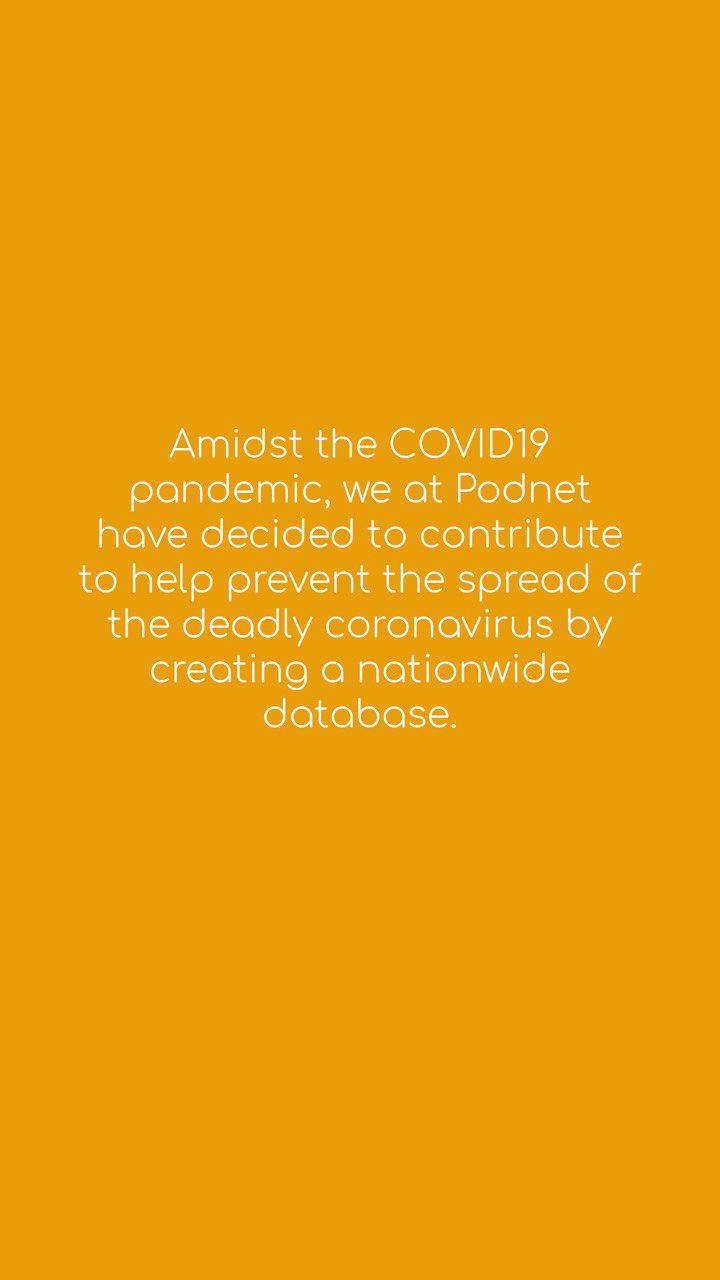 Amidst the COVID19
pandemic, we at Podnet
have decided to contribute
to help prevent the spread of
the deadly coronavirus by
creating a nationwide
database.